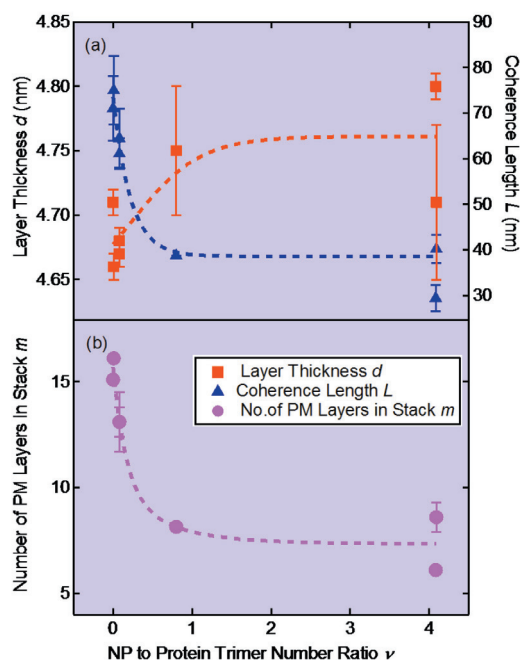 (a)
4.85
4.80
4.75
4.70
4.65
Layer Thickness d (nm)
90
80
70
60
50
40
30
Coherence Length L (nm)
(b)
Layer Thickness d
Coherence Length L
No.of PM Layers in Stack m
15
10
5
Number of PM Layers in Stack m
0 1 2 3 4
NP to Protein Trimer Number Ratio ν